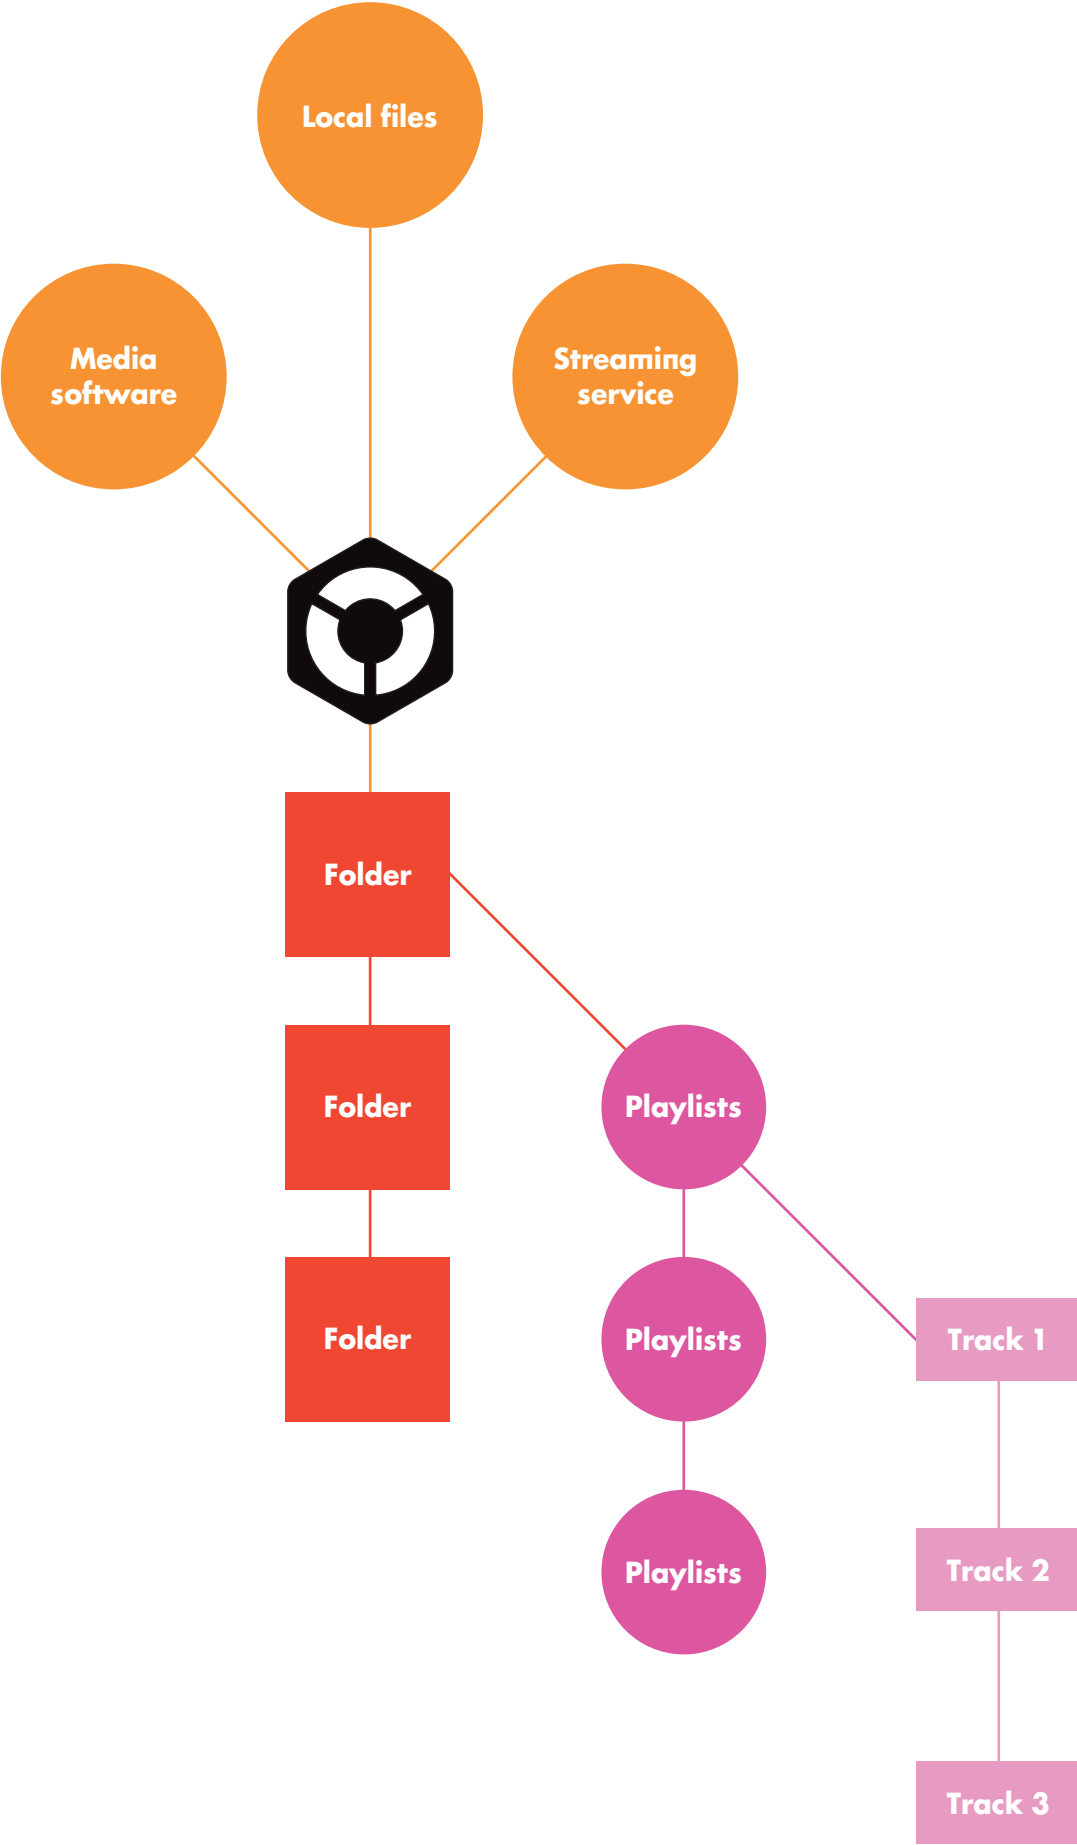 Local files
Media
software
Streaming
service
Folder
Folder
Playlists
Folder
Playlists
Track 1
Playlists
Track 2
Track 3